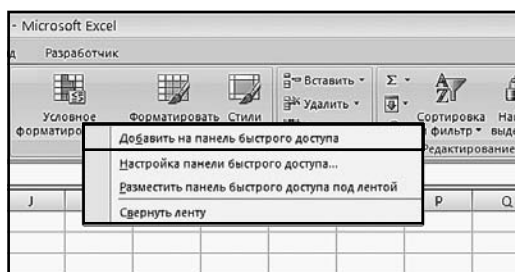 - Microsoft Excel
Разработчик
Условное Форматировать Стили
Вставить
Удалить
Сортировка
и фильтр
Редактирование
Добавить на панель быстрого доступа
Настройка панели быстрого доступа...
Разместить панель быстрого доступа под лентой
Свернуть ленту
J P Q